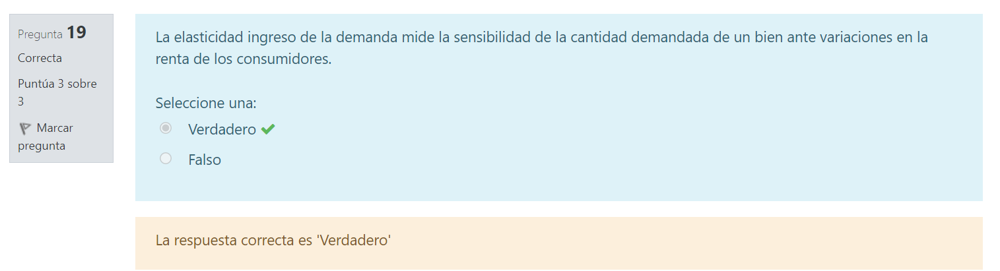 Pregunta 19
Correcta
Puntúa 3 sobre
3
Marcar
pregunta
La elasticidad ingreso de la demanda mide la sensibilidad de la cantidad demandada de un bien ante variaciones en la
renta de los consumidores.
Seleccione una:
Verdadero
Falso
La respuesta correcta es 'Verdadero'